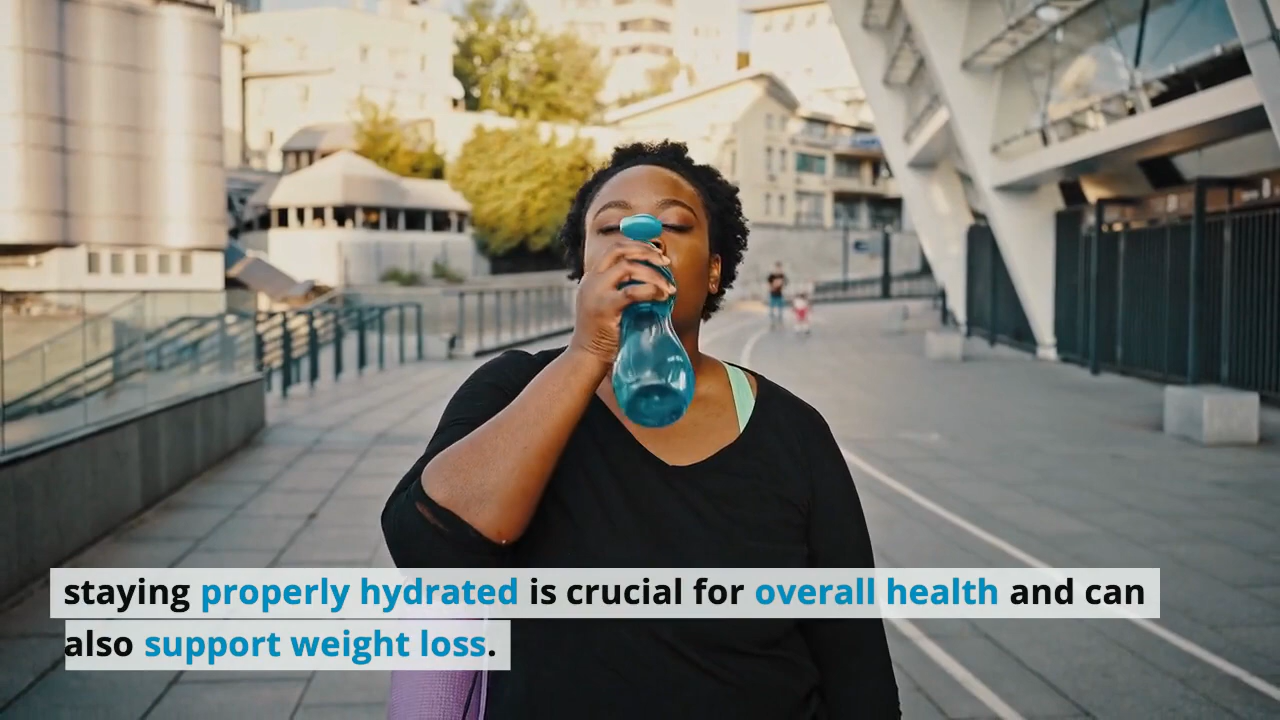 staying properly hydrated is crucial for overall health and can
also support weight loss.